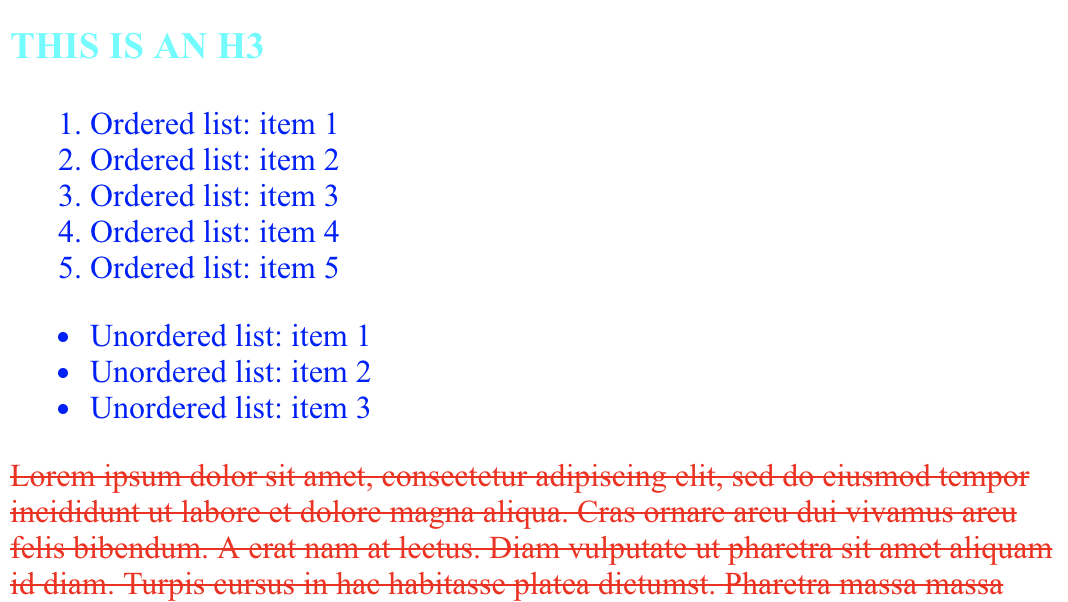 THIS IS AN H3
1. Ordered list: item 1
2. Ordered list: item 2
3. Ordered list: item 3
4. Ordered list: item 4
5. Ordered list: item 5
• Unordered list: item 1
• Unordered list: item 2
• Unordered list: item 3
Lorem ipsum dolor sit amet, consectetur adipiscing elit, sed do eiusmod tempor
incididunt ut labore et dolore magna aliqua. Cras ornare arcu dui vivamus arcu
felis bibendum. A erat nam at lectus. Diam vulputate ut pharetra sit amet aliquam
id diam. Turpis cursus in hac habitasse platea dictumst. Pharetra massa massa